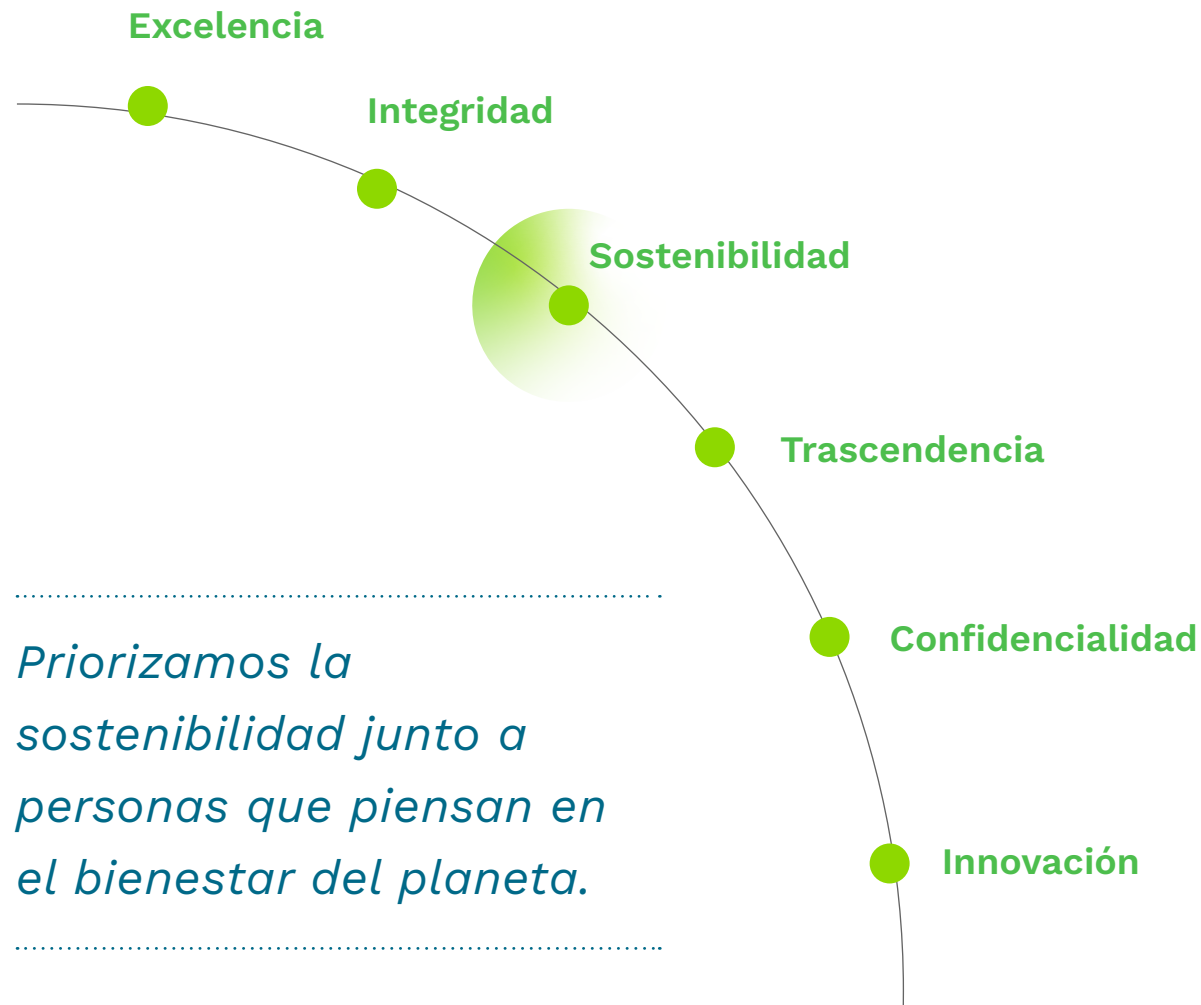 Excelencia
Integridad
Sostenibilidad
Trascendencia
Confidencialidad
Innovación
Priorizamos la
sostenibilidad junto a
personas que piensan en
el bienestar del planeta.